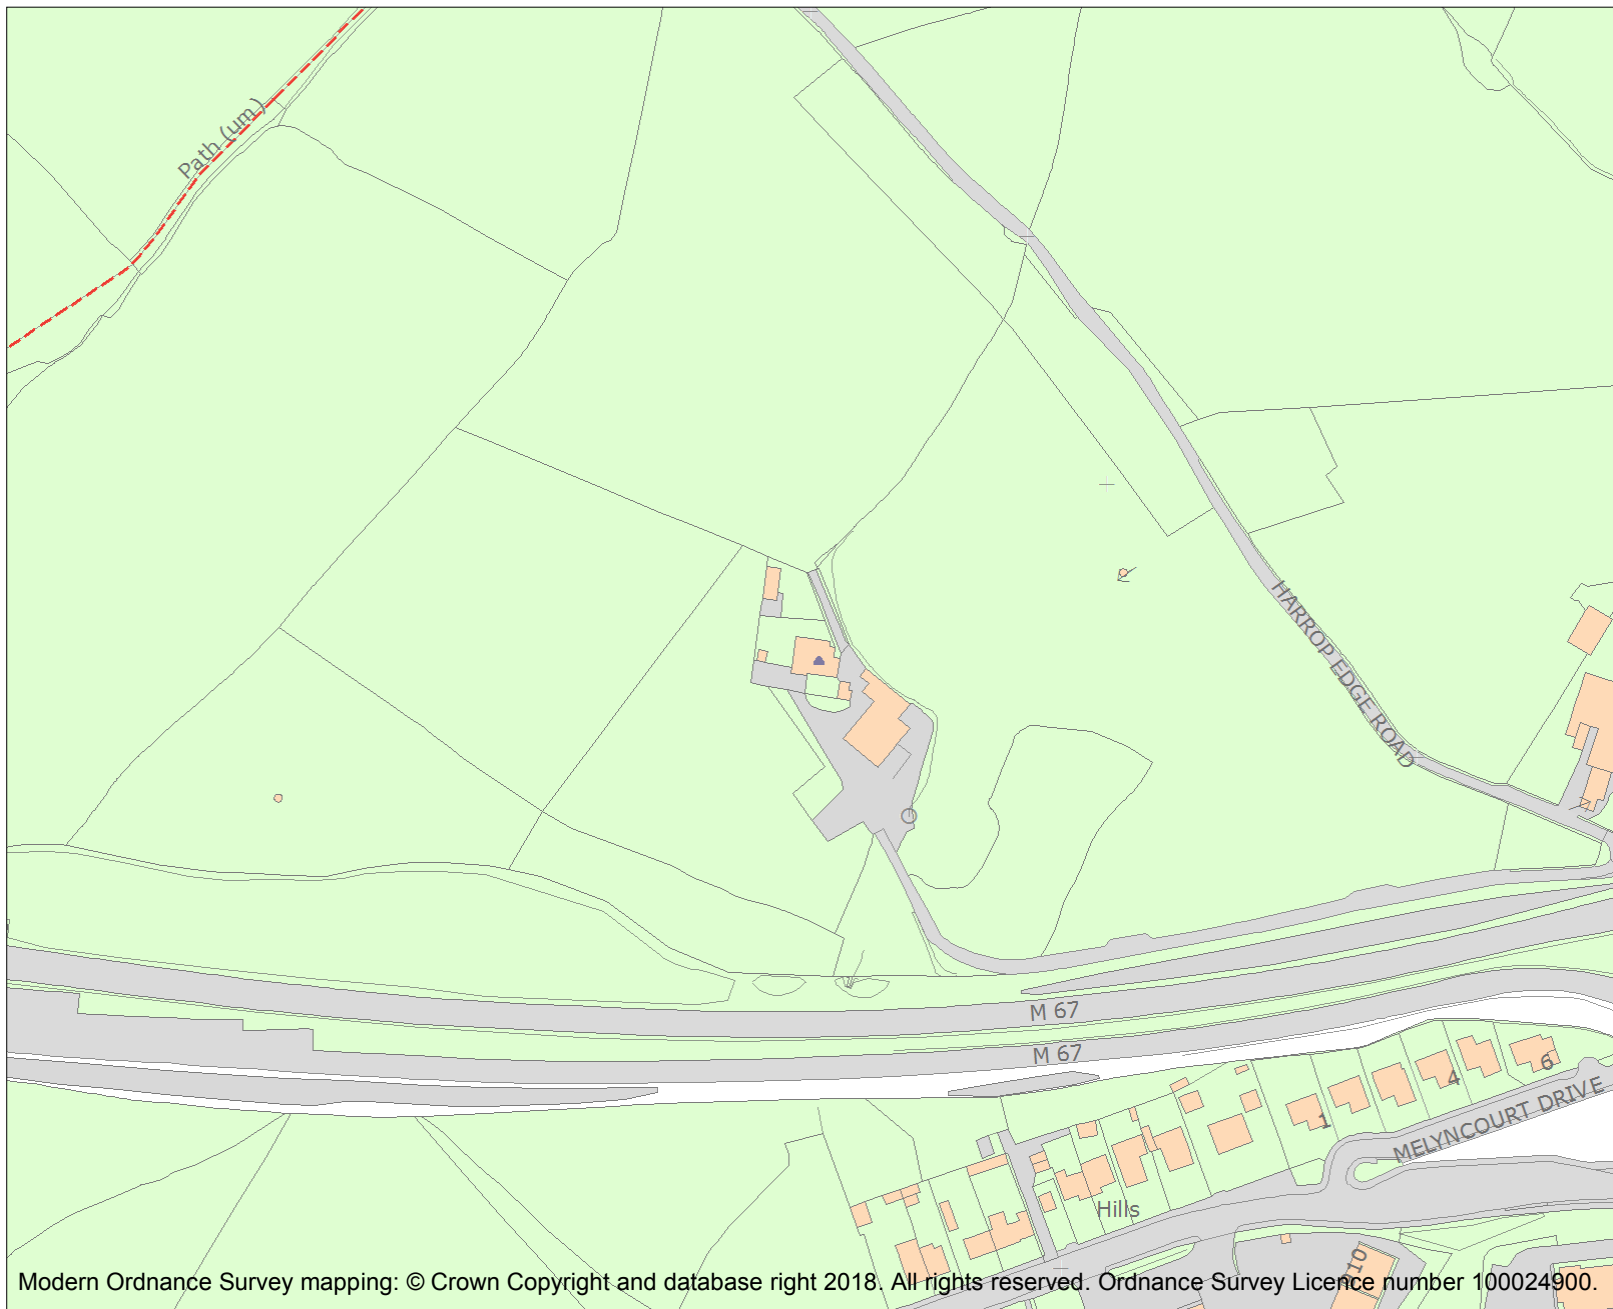 Path (um)
HARROP EDGE ROAD
M 67
M 67
6
4
1
MELYNCOURT DRIVE
Hills
Modern Ordnance Survey mapping: © Crown Copyright and database right 2018. All rights reserved. Ordnance Survey Licence number 100024900.